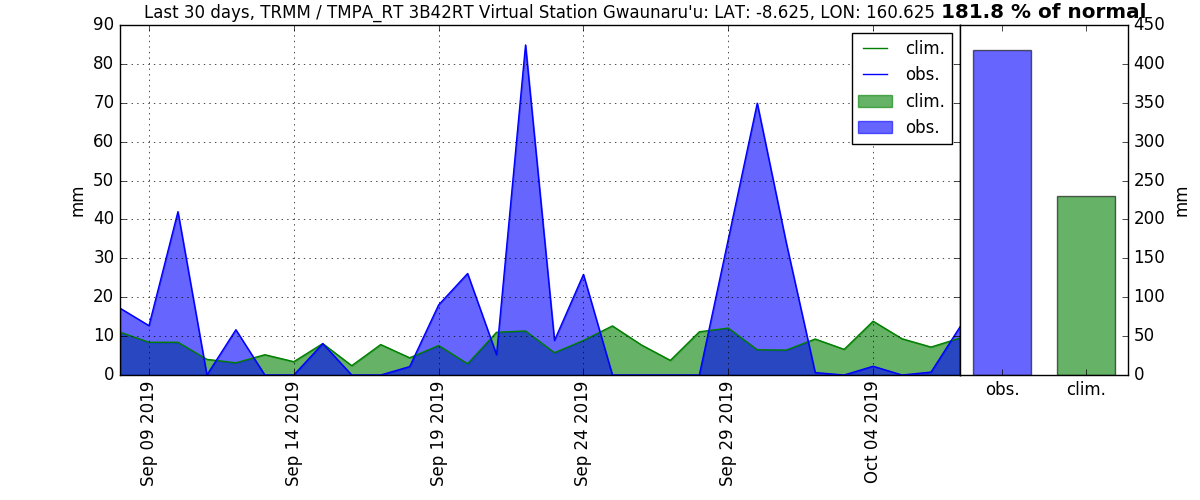 Last 30 days, TRMM / TMPA_RT 3B42RT Virtual Station Gwaunaru'u: LAT: -8.625, LON: 160.625 181.8 % of normal
90
80
70
60
50
40
30
20
10
0
mm
clim.
obs.
clim.
obs.
450
400
350
300
250
200
150
100
50
0
mm
obs.
clim.
Sep 09 2019
Sep 14 2019
Sep 19 2019
Sep 24 2019
Sep 29 2019
Oct 04 2019